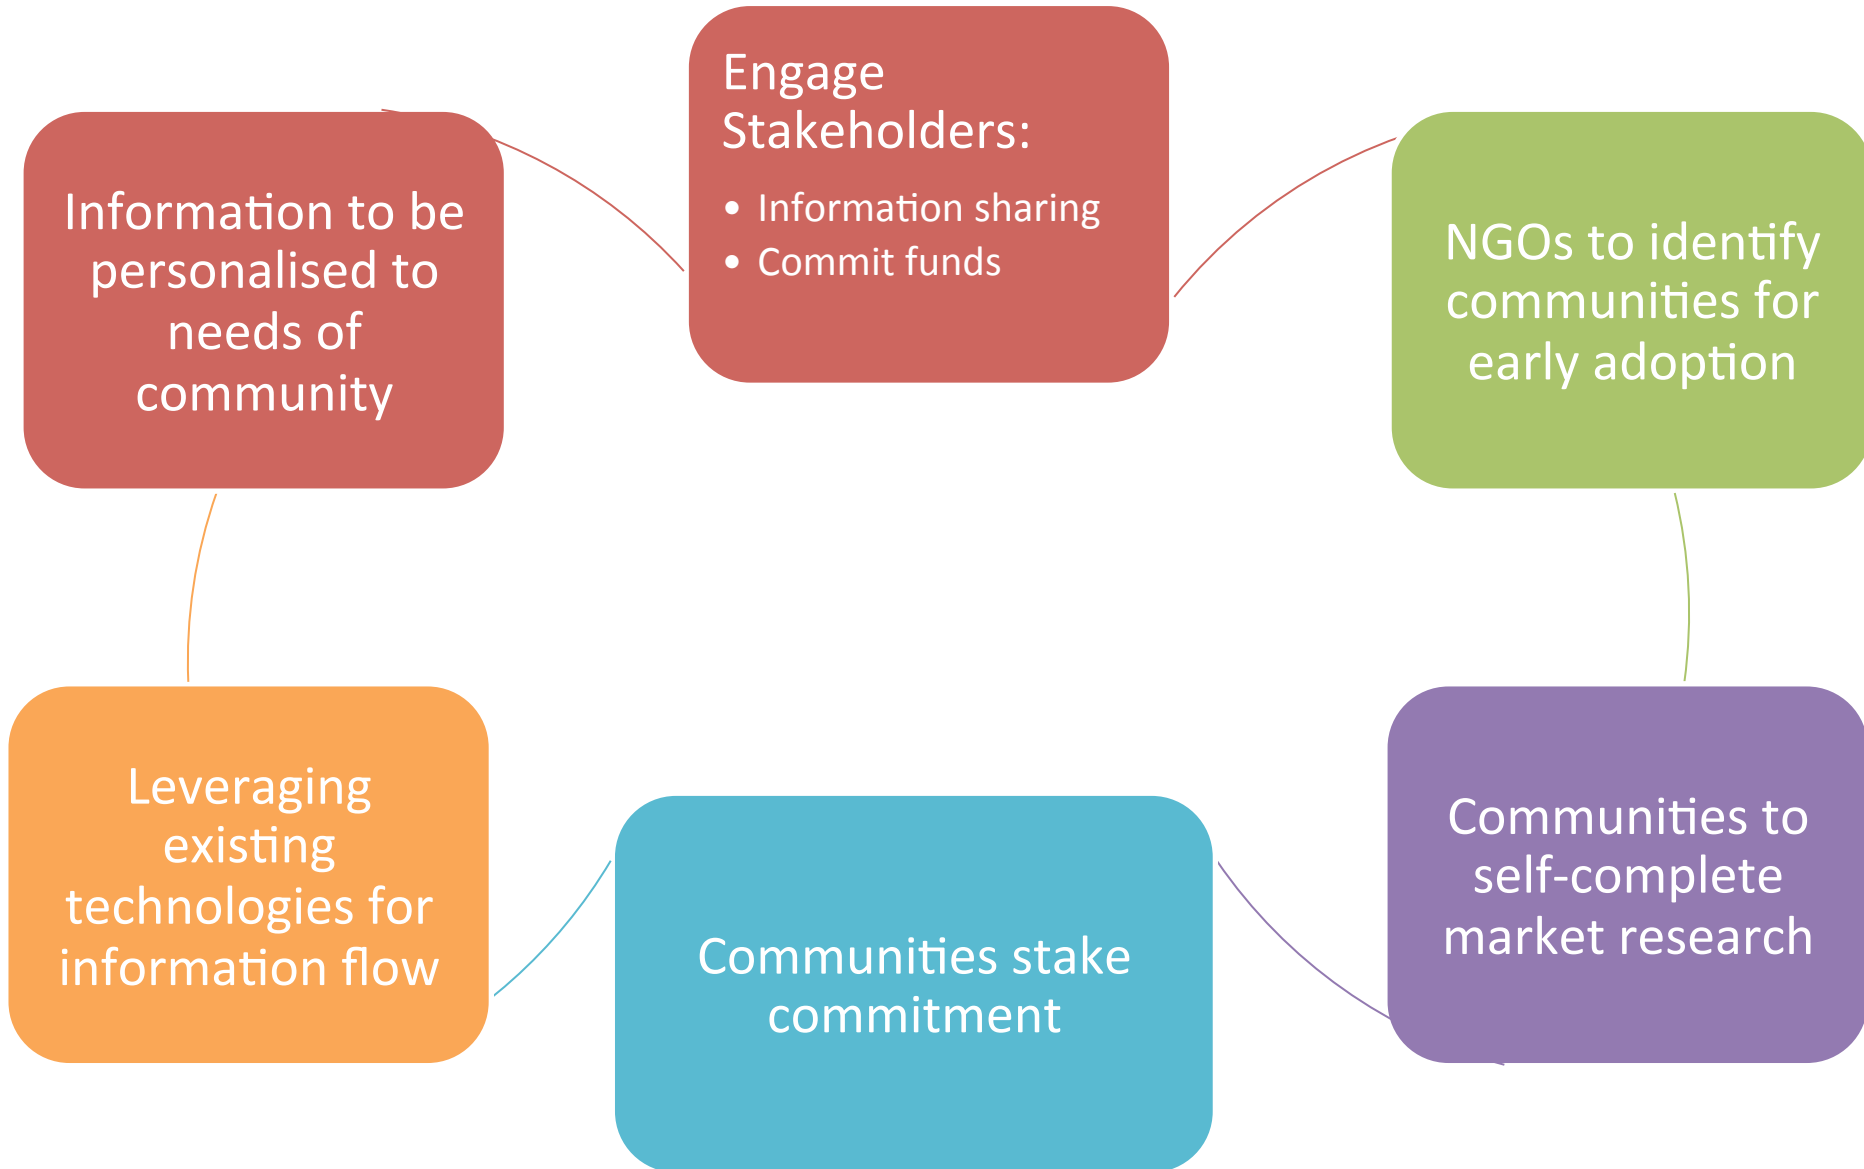 Engage
Stakeholders:
• Information sharing
• Commit funds
NGOs to identify
communities for
early adoption
Communities to
self-complete
market research
Communities stake
commitment
Leveraging
existing
technologies for
information flow
Information to be
personalised to
needs of
community